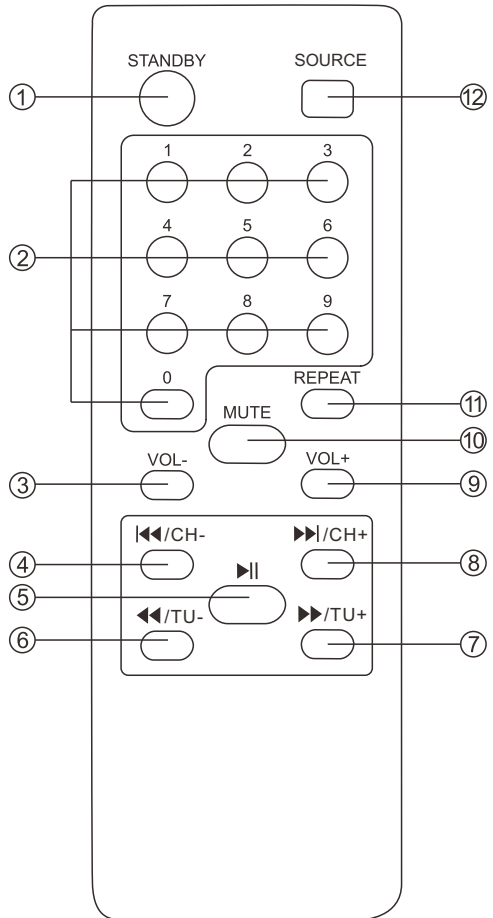 STANDBY SOURCE
① ⑫
1 2 3
4 5 6
②
7 8 9
0 REPEAT
⑪
MUTE
⑩
VOL- VOL+
③ ⑨
|◀◀/CH- ▶▶|/CH+
④ ⑧
▶||
⑤
◀◀/TU- ▶▶/TU+
⑥ ⑦